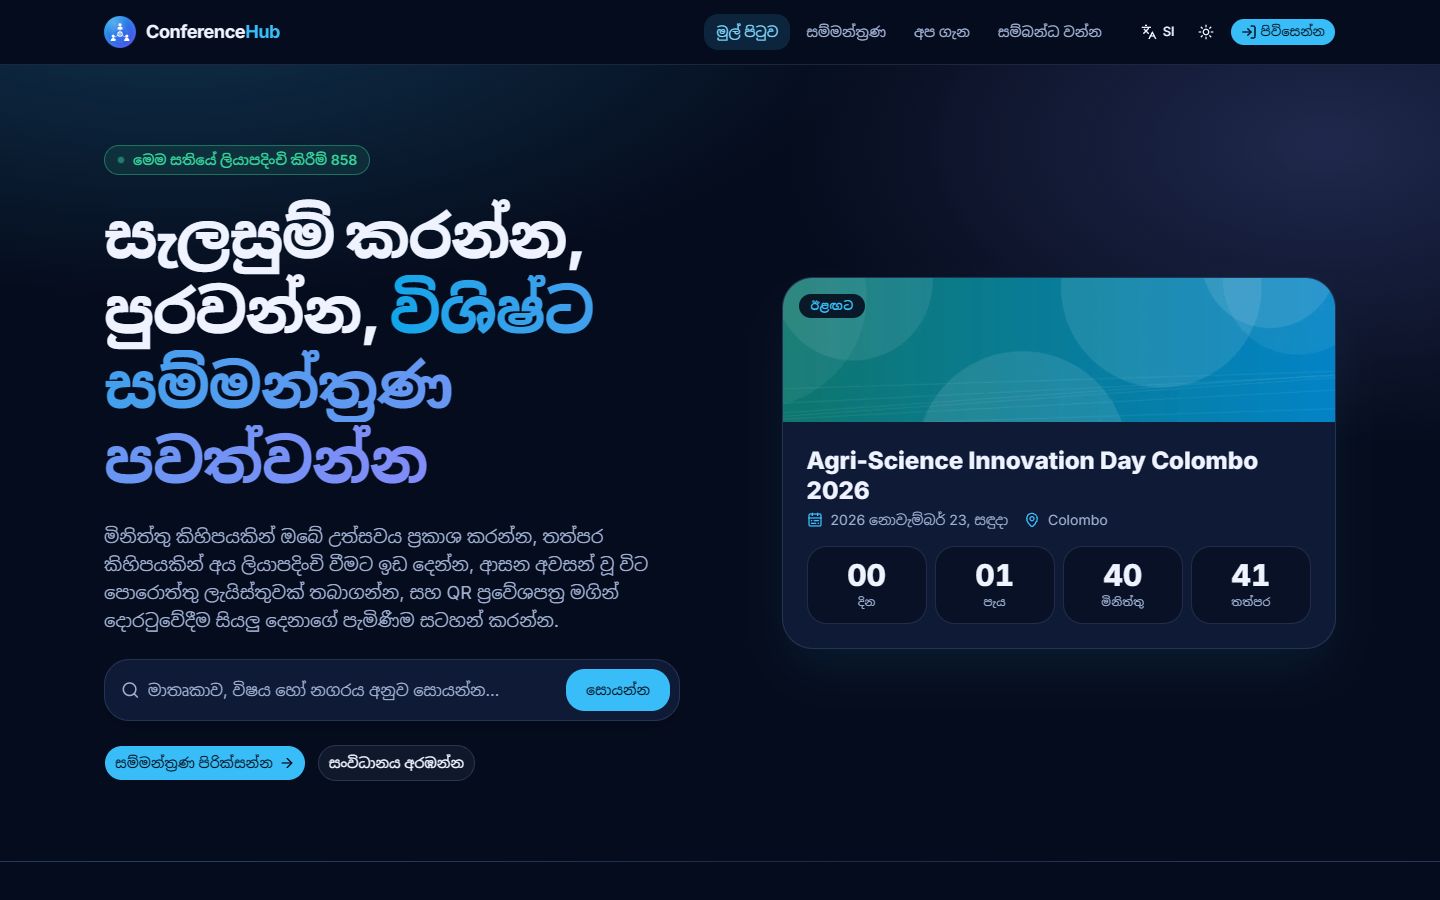 ConferenceHub
මුල් පිටුව
සම්මන්ත්‍රණ
අප ගැන
සම්බන්ධ වන්න
SI
පිවිසෙන්න
මෙම සතියේ ලියාපදිංචි කිරීම් 858
සැලසුම් කරන්න,
පුරවන්න, විශිෂ්ට
සම්මන්ත්‍රණ
පවත්වන්න
මිනිත්තු කිහිපයකින් ඔබේ උත්සවය ප්‍රකාශ කරන්න, තත්පර
කිහිපයකින් අය ලියාපදිංචි වීමට ඉඩ දෙන්න, ආසන අවසන් වූ විට
පොරොත්තු ලැයිස්තුවක් තබාගන්න, සහ QR ප්‍රවේශපත්‍ර මගින්
දොරටුවේදීම සියලු දෙනාගේ පැමිණීම සටහන් කරන්න.
මාතෘකාව, විෂය හෝ නගරය අනුව සොයන්න...
සොයන්න
සම්මන්ත්‍රණ පිරික්සන්න
සංවිධානය අරඹන්න
ඊළඟට
Agri-Science Innovation Day Colombo
2026
2026 නොවැම්බර් 23, සඳුදා
Colombo
00
දින
01
පැය
40
මිනිත්තු
41
තත්පර